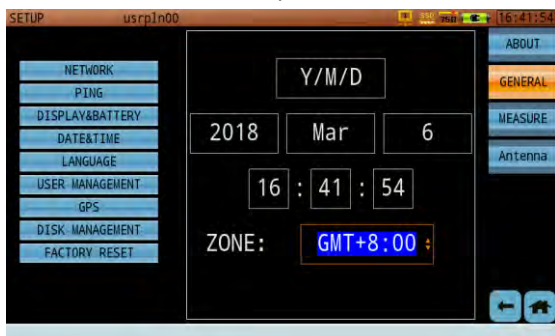 SETUP usrp1n00 16:41:54
NETWORK
PING
DISPLAY&BATTERY
DATE&TIME
LANGUAGE
USER MANAGEMENT
GPS
DISK MANAGEMENT
FACTORY RESET
Y/M/D
2018 Mar 6
16 : 41 : 54
ZONE: GMT+8:00
ABOUT
GENERAL
MEASURE
Antenna